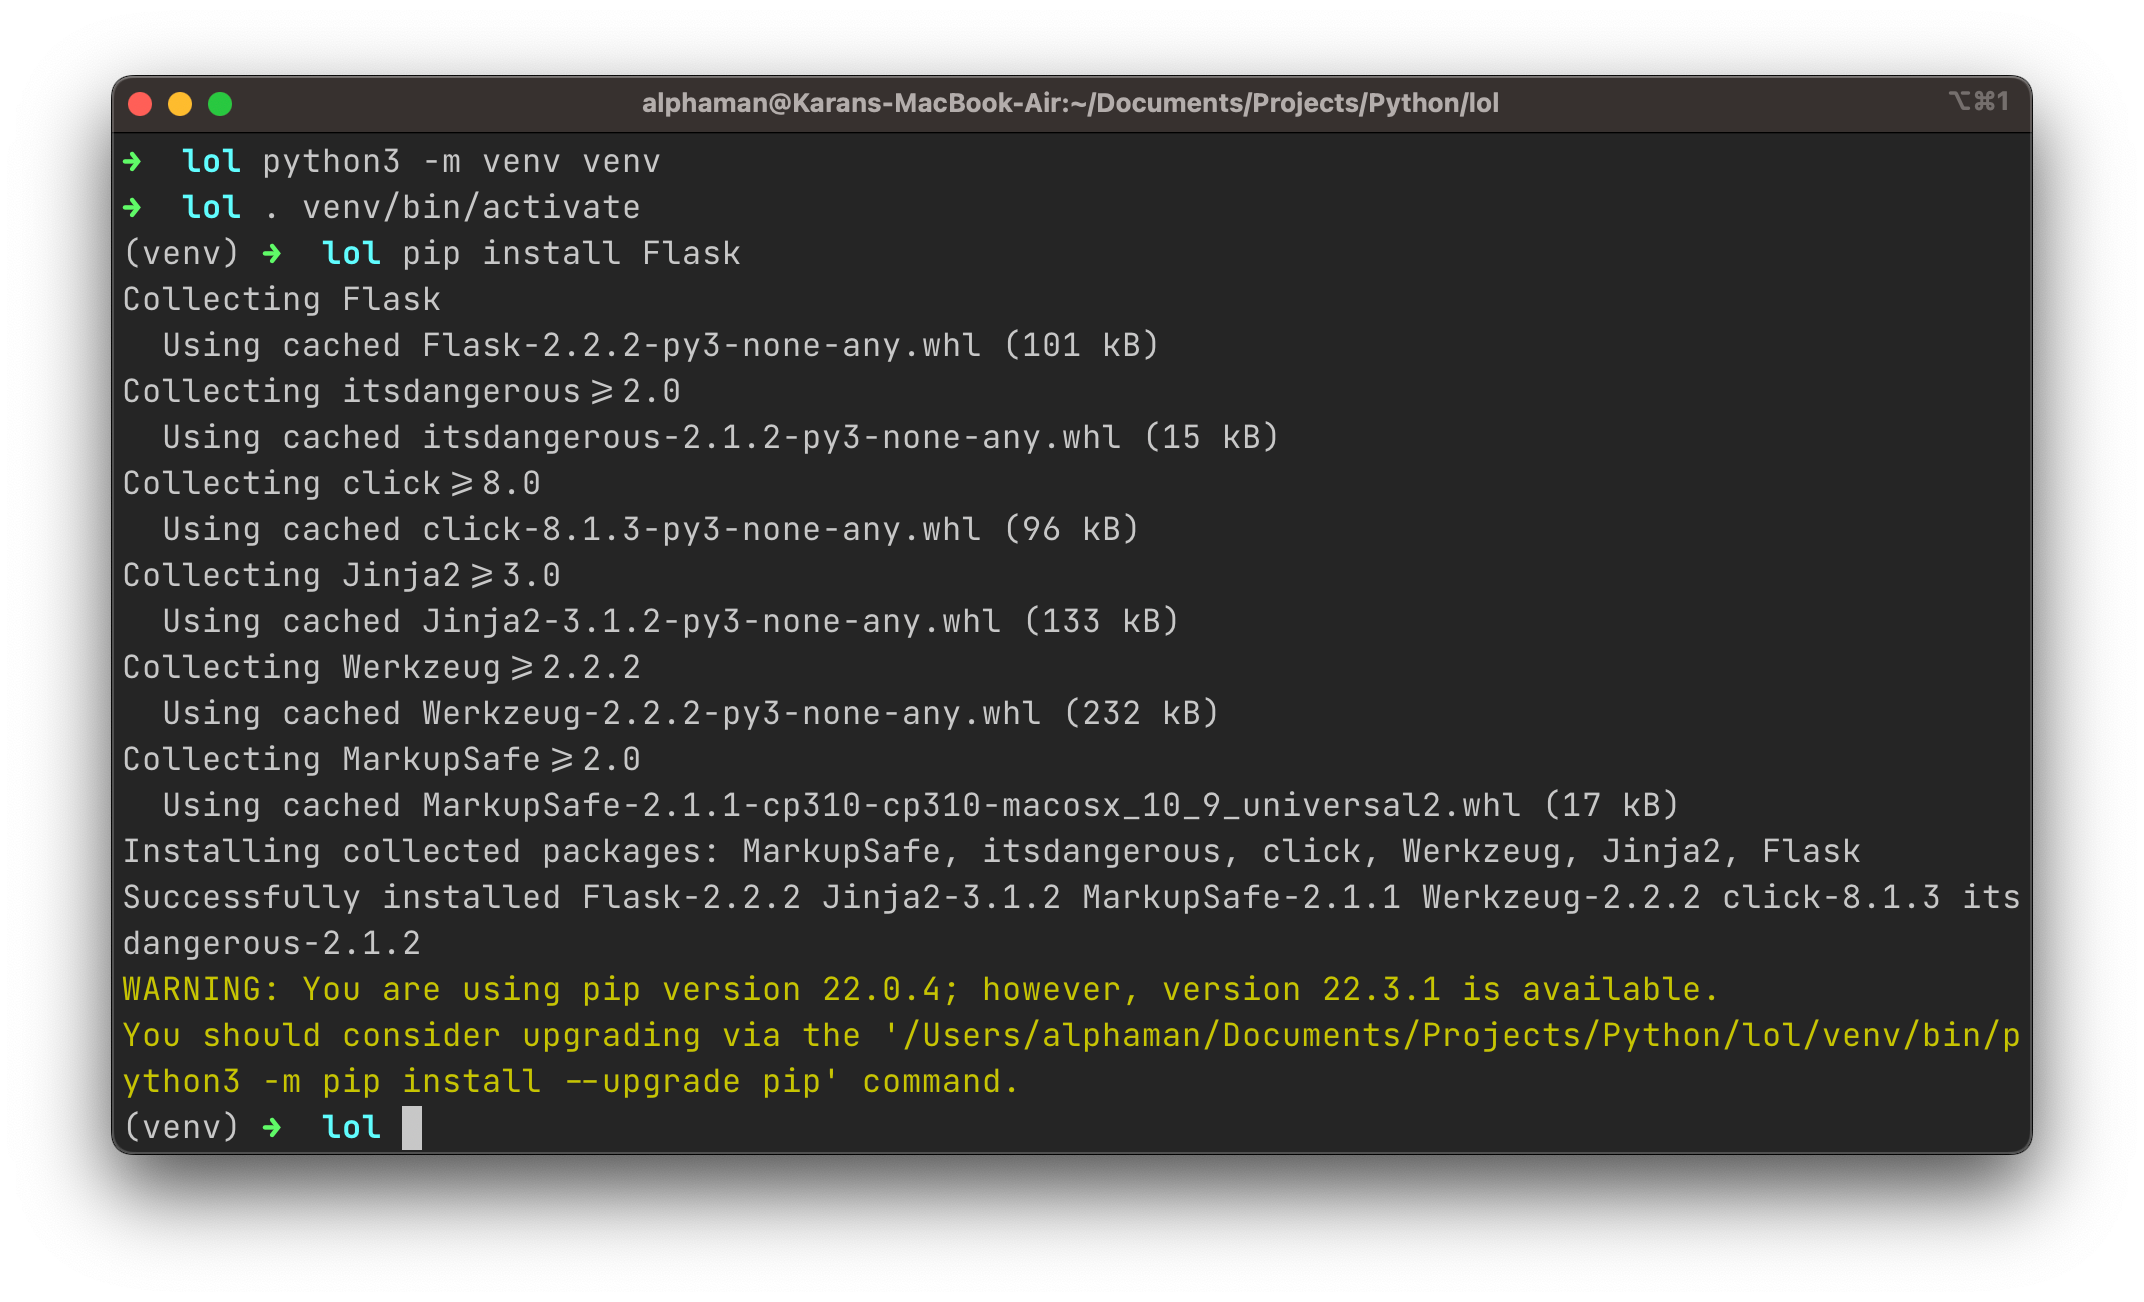 alphaman@Karans-MacBook-Air:~/Documents/Projects/Python/lol ⌥⌘1
➜  lol python3 -m venv venv
➜  lol . venv/bin/activate
(venv) ➜  lol pip install Flask
Collecting Flask
  Using cached Flask-2.2.2-py3-none-any.whl (101 kB)
Collecting itsdangerous>=2.0
  Using cached itsdangerous-2.1.2-py3-none-any.whl (15 kB)
Collecting click>=8.0
  Using cached click-8.1.3-py3-none-any.whl (96 kB)
Collecting Jinja2>=3.0
  Using cached Jinja2-3.1.2-py3-none-any.whl (133 kB)
Collecting Werkzeug>=2.2.2
  Using cached Werkzeug-2.2.2-py3-none-any.whl (232 kB)
Collecting MarkupSafe>=2.0
  Using cached MarkupSafe-2.1.1-cp310-cp310-macosx_10_9_universal2.whl (17 kB)
Installing collected packages: MarkupSafe, itsdangerous, click, Werkzeug, Jinja2, Flask
Successfully installed Flask-2.2.2 Jinja2-3.1.2 MarkupSafe-2.1.1 Werkzeug-2.2.2 click-8.1.3 its
dangerous-2.1.2
WARNING: You are using pip version 22.0.4; however, version 22.3.1 is available.
You should consider upgrading via the '/Users/alphaman/Documents/Projects/Python/lol/venv/bin/p
ython3 -m pip install --upgrade pip' command.
(venv) ➜  lol